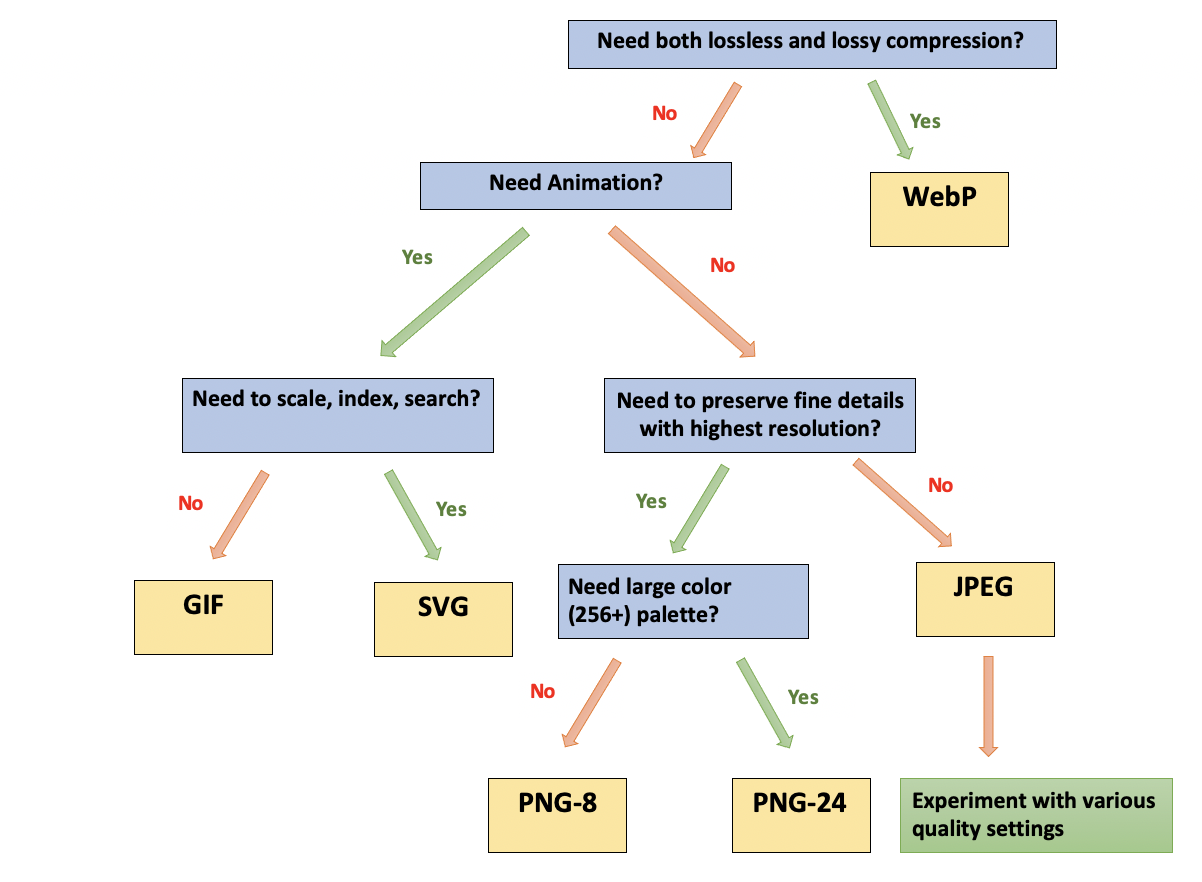 Need both lossless and lossy compression?
No
Yes
Need Animation?
WebP
Yes
No
Need to scale, index, search?
Need to preserve fine details
with highest resolution?
No
Yes
Yes
No
GIF
SVG
Need large color
(256+) palette?
JPEG
No
Yes
PNG-8
PNG-24
Experiment with various
quality settings